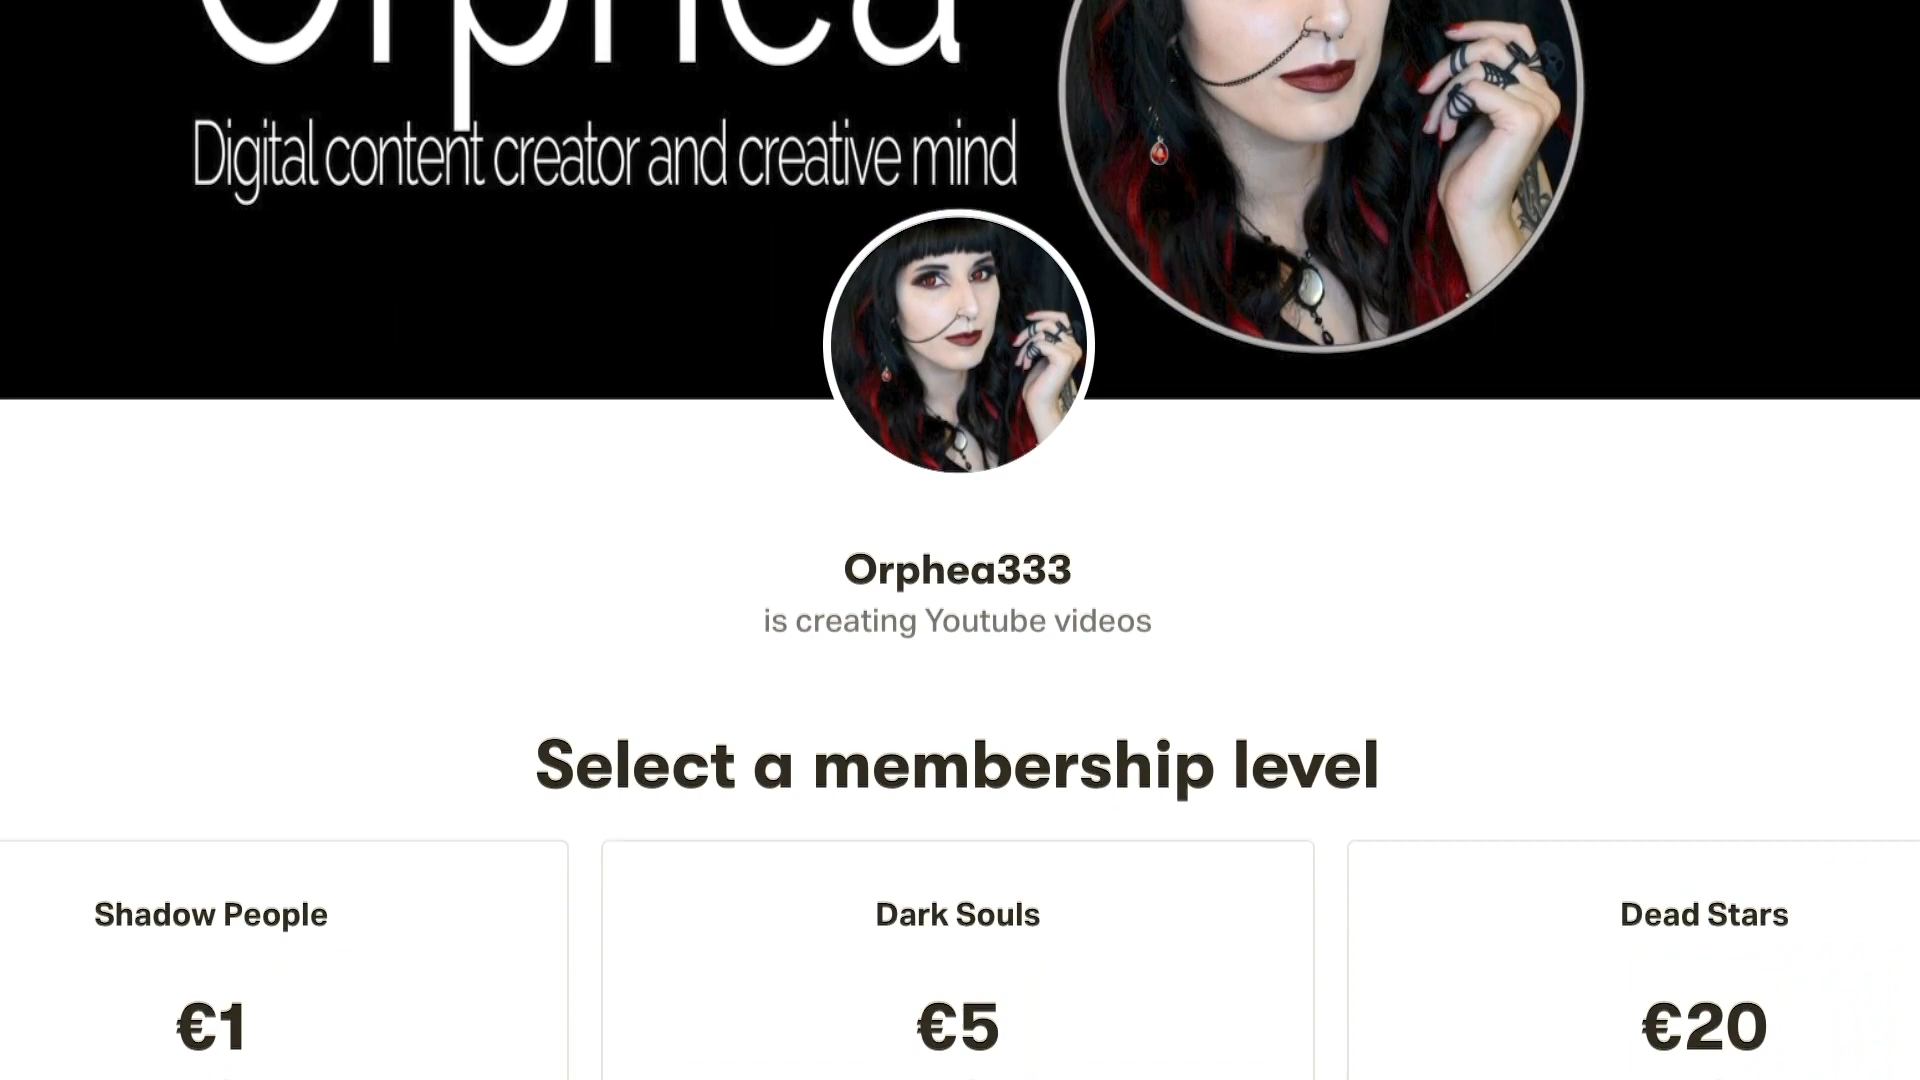 Orphea
Digital content creator and creative mind
Orphea333
is creating Youtube videos
Select a membership level
Shadow People
Dark Souls
Dead Stars
€1
€5
€20